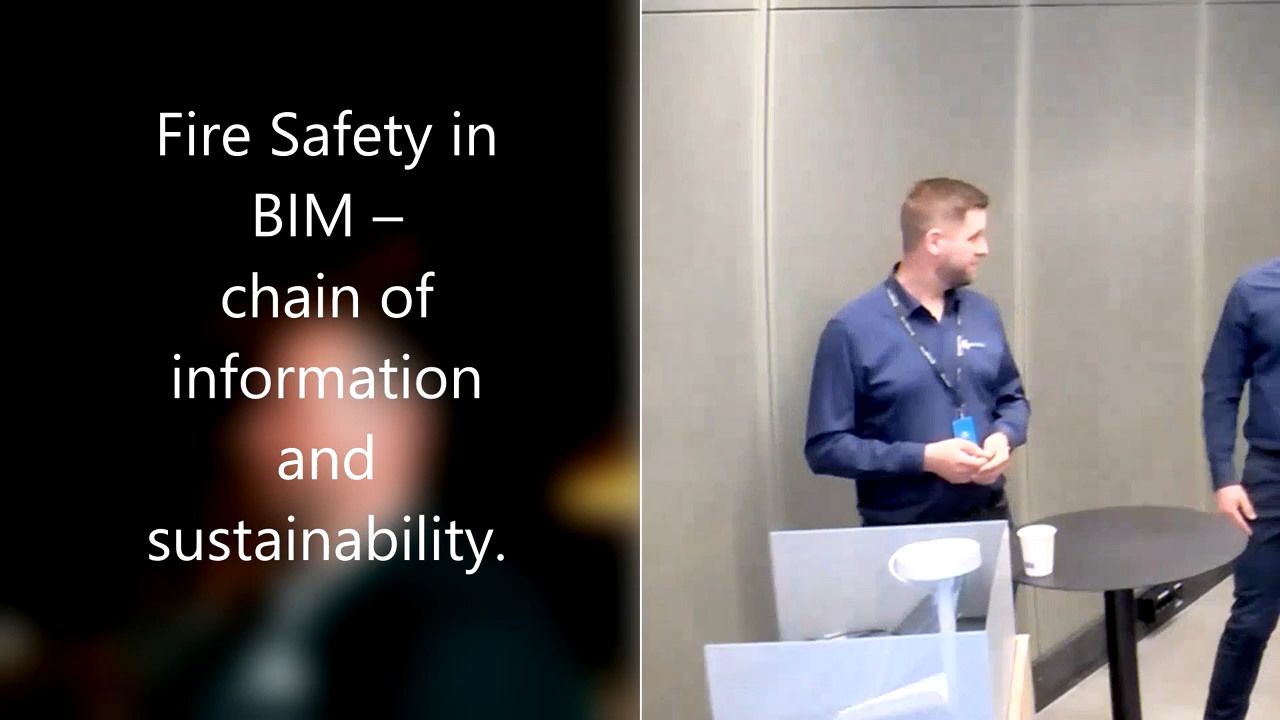 Fire Safety in
BIM –
chain of
information
and
sustainability.